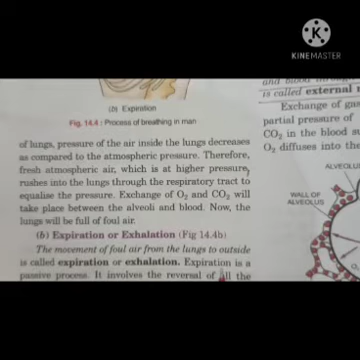 K
KINEMASTER
(b) Expiration
Fig. 14.4 : Process of breathing in man
of lungs, pressure of the air inside the lungs decreases
as compared to the atmospheric pressure. Therefore,
fresh atmospheric air, which is at higher pressure,
rushes into the lungs through the respiratory tract to
equalise the pressure. Exchange of O₂ and CO₂ will
take place between the alveoli and blood. Now, the
lungs will be full of foul air.
(b) Expiration or Exhalation (Fig 14.4b)
The movement of foul air from the lungs to outside
is called expiration or exhalation. Expiration is a
passive process. It involves the reversal of all the
and blood through
is called external
Exchange of gas
partial pressure of
CO₂ in the blood su
O₂ diffuses into the
ALVEOLU
WALL OF
ALVEOLUS